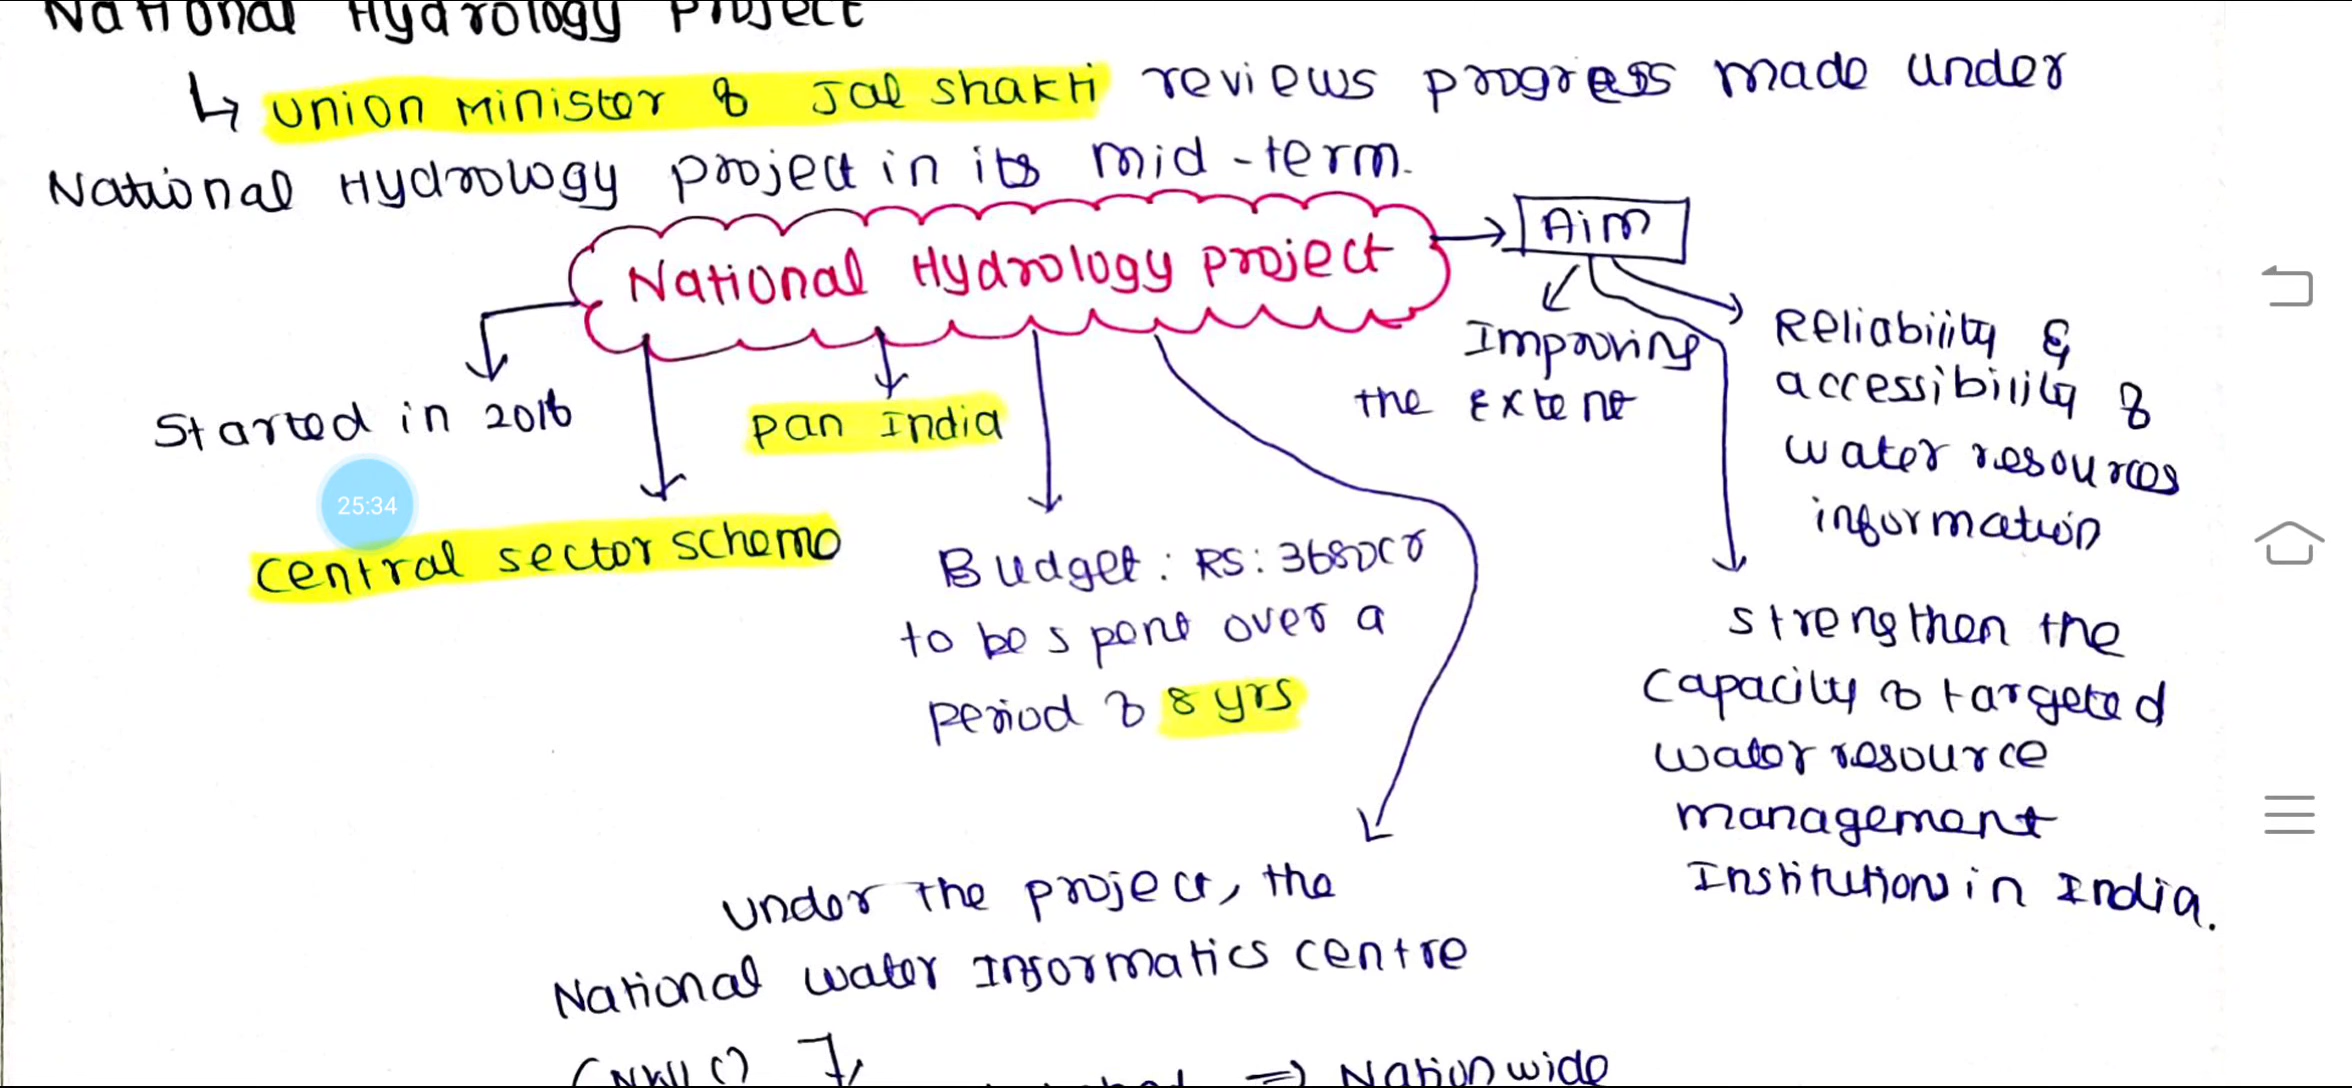 National Hydrology Project
↳ Union Minister of Jal Shakti reviews progress made under
National Hydrology project in its mid-term.
National Hydrology project
Aim
Improving
the Extent
Reliability &
accessibility of
water resources
information
Started in 2016
Pan India
25:34
Central sector scheme
Budget: RS: 3680cr
to be spent over a
period of 8 yrs
strengthen the
capacity of targeted
water resource
management
Institutions in India.
under the project, the
National water Informatics centre
(NWIC)
=) Nationwide